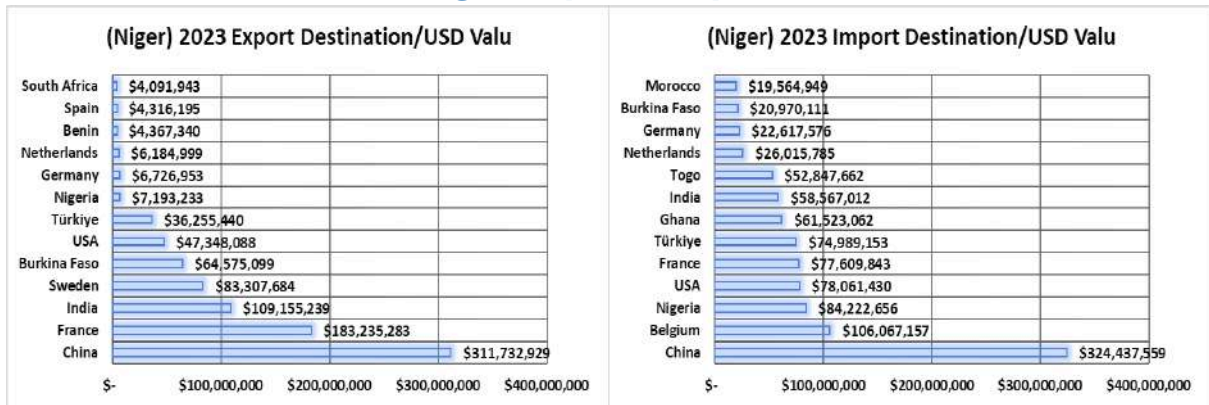 (Niger) 2023 Export Destination/USD Valu
South Africa $4,091,943
Spain $4,316,195
Benin $4,367,340
Netherlands $6,184,999
Germany $6,726,953
Nigeria $7,193,233
Türkiye $36,255,440
USA $47,348,088
Burkina Faso $64,575,099
Sweden $83,307,684
India $109,155,239
France $183,235,283
China $311,732,929
$- $100,000,000 $200,000,000 $300,000,000 $400,000,000
(Niger) 2023 Import Destination/USD Valu
Morocco $19,564,949
Burkina Faso $20,970,111
Germany $22,617,576
Netherlands $26,015,785
Togo $52,847,662
India $58,567,012
Ghana $61,523,062
Türkiye $74,989,153
France $77,609,843
USA $78,061,430
Nigeria $84,222,656
Belgium $106,067,157
China $324,437,559
$- $100,000,000 $200,000,000 $300,000,000 $400,000,000